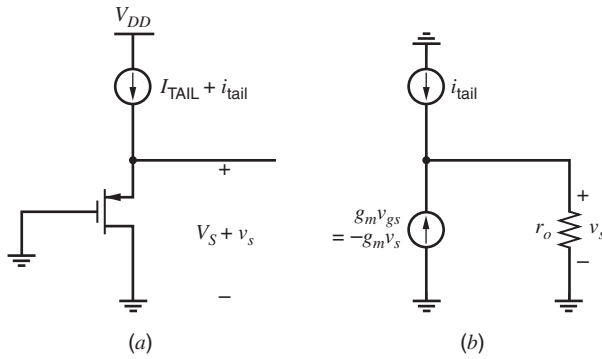 V_DD
I_TAIL + i_tail
+
V_S + v_s
−
(a)
i_tail
g_m v_gs
= −g_m v_s
+
r_o v_s
−
(b)